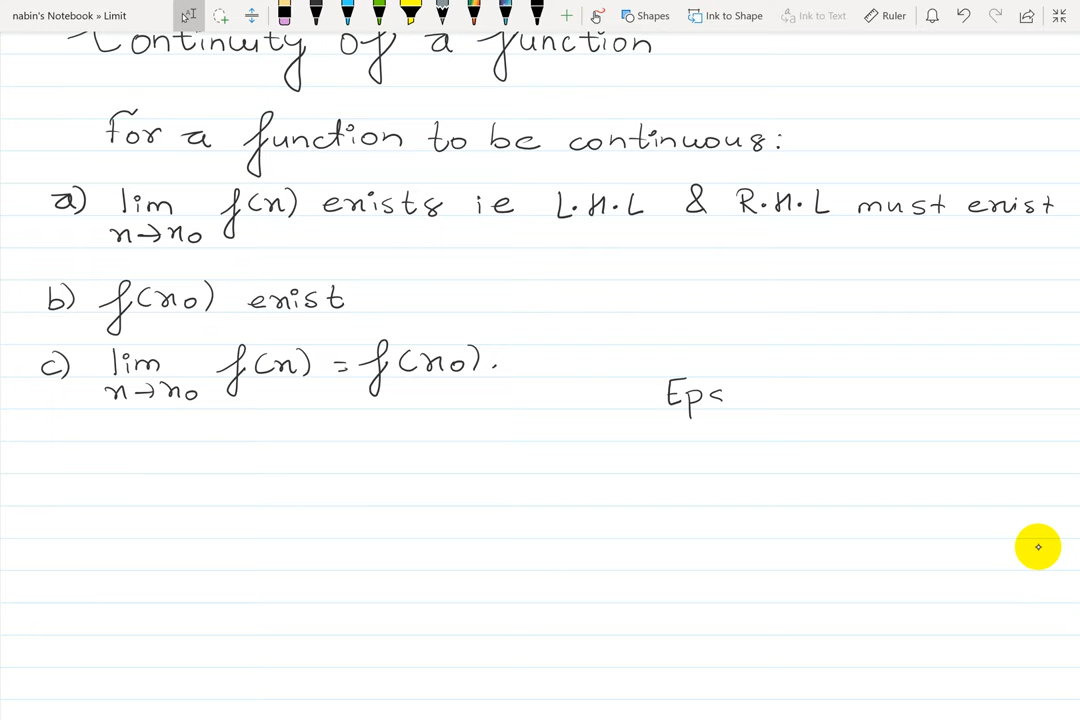 nabin's Notebook » Limit
Shapes
Ink to Shape
Ink to Text
Ruler
Continuity of a function
For a function to be continuous:
a) lim f(x) exists ie L.H.L & R.H.L must exist
x→x₀
b) f(x₀) exist
c) lim f(x) = f(x₀).
x→x₀
Eps